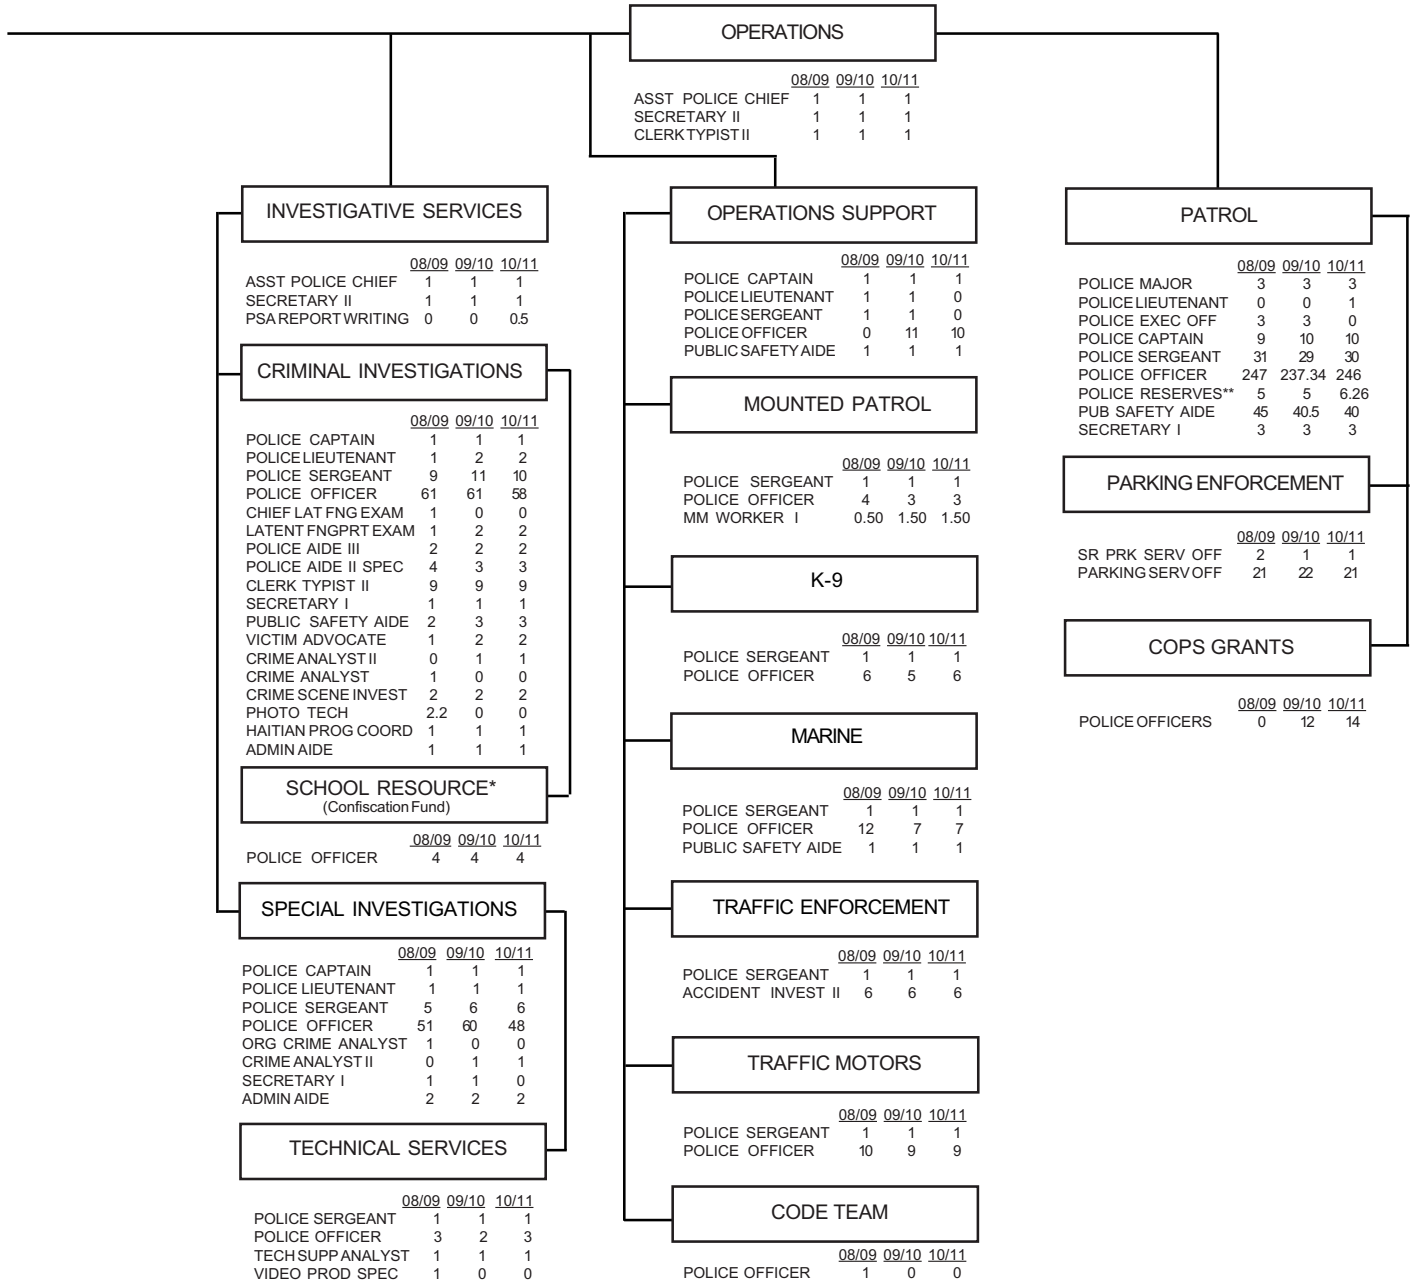 OPERATIONS
08/09 09/10 10/11
ASST POLICE CHIEF 1 1 1
SECRETARY II 1 1 1
CLERK TYPIST II 1 1 1
INVESTIGATIVE SERVICES
08/09 09/10 10/11
ASST POLICE CHIEF 1 1 1
SECRETARY II 1 1 1
PSA REPORT WRITING 0 0 0.5
CRIMINAL INVESTIGATIONS
08/09 09/10 10/11
POLICE CAPTAIN 1 1 1
POLICE LIEUTENANT 1 2 2
POLICE SERGEANT 9 11 10
POLICE OFFICER 61 61 58
CHIEF LAT FNG EXAM 1 0 0
LATENT FNGPRT EXAM 1 2 2
POLICE AIDE III 2 2 2
POLICE AIDE II SPEC 4 3 3
CLERK TYPIST II 9 9 9
SECRETARY I 1 1 1
PUBLIC SAFETY AIDE 2 3 3
VICTIM ADVOCATE 1 2 2
CRIME ANALYST II 0 1 1
CRIME ANALYST 1 0 0
CRIME SCENE INVEST 2 2 2
PHOTO TECH 2.2 0 0
HAITIAN PROG COORD 1 1 1
ADMIN AIDE 1 1 1
SCHOOL RESOURCE*
(Confiscation Fund)
08/09 09/10 10/11
POLICE OFFICER 4 4 4
SPECIAL INVESTIGATIONS
08/09 09/10 10/11
POLICE CAPTAIN 1 1 1
POLICE LIEUTENANT 1 1 1
POLICE SERGEANT 5 6 6
POLICE OFFICER 51 60 48
ORG CRIME ANALYST 1 0 0
CRIME ANALYST II 0 1 1
SECRETARY I 1 1 0
ADMIN AIDE 2 2 2
TECHNICAL SERVICES
08/09 09/10 10/11
POLICE SERGEANT 1 1 1
POLICE OFFICER 3 2 3
TECH SUPP ANALYST 1 1 1
VIDEO PROD SPEC 1 0 0
OPERATIONS SUPPORT
08/09 09/10 10/11
POLICE CAPTAIN 1 1 1
POLICE LIEUTENANT 1 1 0
POLICE SERGEANT 1 1 0
POLICE OFFICER 0 11 10
PUBLIC SAFETY AIDE 1 1 1
MOUNTED PATROL
08/09 09/10 10/11
POLICE SERGEANT 1 1 1
POLICE OFFICER 4 3 3
MM WORKER I 0.50 1.50 1.50
K-9
08/09 09/10 10/11
POLICE SERGEANT 1 1 1
POLICE OFFICER 6 5 6
MARINE
08/09 09/10 10/11
POLICE SERGEANT 1 1 1
POLICE OFFICER 12 7 7
PUBLIC SAFETY AIDE 1 1 1
TRAFFIC ENFORCEMENT
08/09 09/10 10/11
POLICE SERGEANT 1 1 1
ACCIDENT INVEST II 6 6 6
TRAFFIC MOTORS
08/09 09/10 10/11
POLICE SERGEANT 1 1 1
POLICE OFFICER 10 9 9
CODE TEAM
08/09 09/10 10/11
POLICE OFFICER 1 0 0
PATROL
08/09 09/10 10/11
POLICE MAJOR 3 3 3
POLICE LIEUTENANT 0 0 1
POLICE EXEC OFF 3 3 0
POLICE CAPTAIN 9 10 10
POLICE SERGEANT 31 29 30
POLICE OFFICER 247 237.34 246
POLICE RESERVES** 5 5 6.26
PUB SAFETY AIDE 45 40.5 40
SECRETARY I 3 3 3
PARKING ENFORCEMENT
08/09 09/10 10/11
SR PRK SERV OFF 2 1 1
PARKING SERV OFF 21 22 21
COPS GRANTS
08/09 09/10 10/11
POLICE OFFICERS 0 12 14